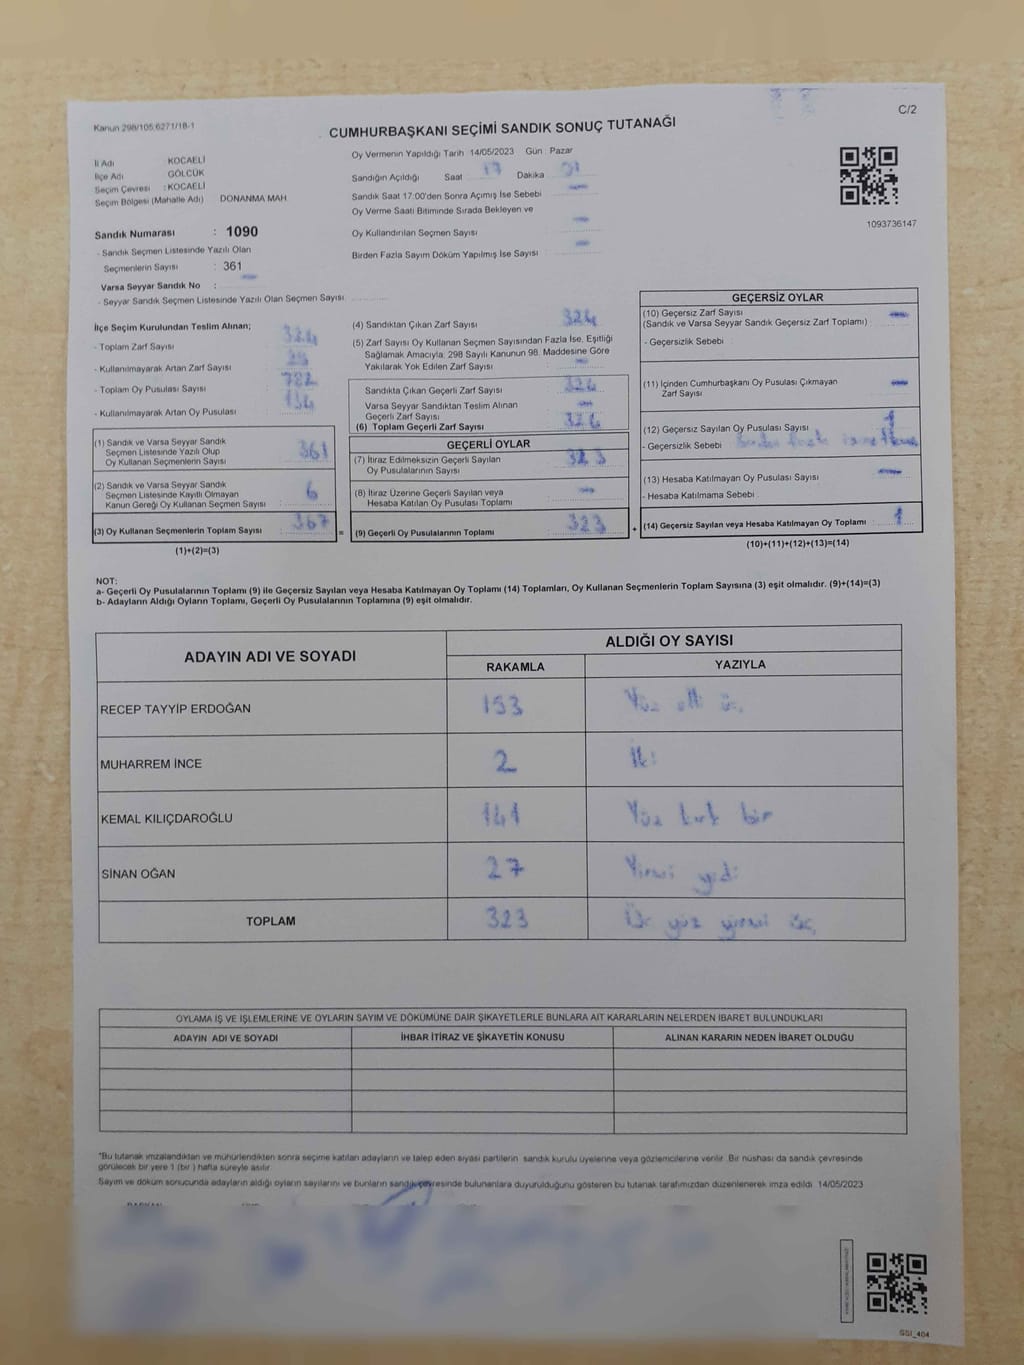 Kanun 298/105,6271/18-1
C/2
CUMHURBAŞKANI SEÇİMİ SANDIK SONUÇ TUTANAĞI
İl Adı KOCAELİ
İlçe Adı GÖLCÜK
Seçim Çevresi : KOCAELİ
Seçim Bölgesi (Mahalle Adı) DONANMA MAH.
Oy Vermenin Yapıldığı Tarih 14/05/2023 Gün : Pazar
Sandığın Açıldığı Saat 17 Dakika
Sandık Saat 17:00'den Sonra Açılmış İse Sebebi
Oy Verme Saati Bitiminde Sırada Bekleyen ve
Oy Kullandırılan Seçmen Sayısı
Birden Fazla Sayım Döküm Yapılmış İse Sayısı
1093736147
Sandık Numarası : 1090
- Sandık Seçmen Listesinde Yazılı Olan
Seçmenlerin Sayısı : 361
Varsa Seyyar Sandık No :
- Seyyar Sandık Seçmen Listesinde Yazılı Olan Seçmen Sayısı
İlçe Seçim Kurulundan Teslim Alınan;
- Toplam Zarf Sayısı
- Kullanılmayarak Artan Zarf Sayısı
- Toplam Oy Pusulası Sayısı
- Kullanılmayarak Artan Oy Pusulası
(1) Sandık ve Varsa Seyyar Sandık
Seçmen Listesinde Yazılı Olup
Oy Kullanan Seçmenlerin Sayısı 361
(2) Sandık ve Varsa Seyyar Sandık
Seçmen Listesinde Kayıtlı Olmayan
Kanun Gereği Oy Kullanan Seçmen Sayısı : 6
(3) Oy Kullanan Seçmenlerin Toplam Sayısı : 367
(1)+(2)=(3)
=
(4) Sandıktan Çıkan Zarf Sayısı 324
(5) Zarf Sayısı Oy Kullanan Seçmen Sayısından Fazla İse, Eşitliği
Sağlamak Amacıyla; 298 Sayılı Kanunun 98. Maddesine Göre
Yakılarak Yok Edilen Zarf Sayısı
Sandıkta Çıkan Geçerli Zarf Sayısı 324
Varsa Seyyar Sandıktan Teslim Alınan
Geçerli Zarf Sayısı
(6) Toplam Geçerli Zarf Sayısı 324
GEÇERLİ OYLAR
(7) İtiraz Edilmeksizin Geçerli Sayılan
Oy Pusulalarının Sayısı 323
(8) İtiraz Üzerine Geçerli Sayılan veya
Hesaba Katılan Oy Pusulası Toplamı
(9) Geçerli Oy Pusulalarının Toplamı 323
+
GEÇERSİZ OYLAR
(10) Geçersiz Zarf Sayısı
(Sandık ve Varsa Seyyar Sandık Geçersiz Zarf Toplamı)
- Geçersizlik Sebebi
(11) İçinden Cumhurbaşkanı Oy Pusulası Çıkmayan
Zarf Sayısı
(12) Geçersiz Sayılan Oy Pusulası Sayısı 1
- Geçersizlik Sebebi
(13) Hesaba Katılmayan Oy Pusulası Sayısı
- Hesaba Katılmama Sebebi
(14) Geçersiz Sayılan veya Hesaba Katılmayan Oy Toplamı 1
(10)+(11)+(12)+(13)=(14)
NOT:
a- Geçerli Oy Pusulalarının Toplamı (9) ile Geçersiz Sayılan veya Hesaba Katılmayan Oy Toplamı (14) Toplamları, Oy Kullanan Seçmenlerin Toplam Sayısına (3) eşit olmalıdır. (9)+(14)=(3)
b- Adayların Aldığı Oyların Toplamı, Geçerli Oy Pusulalarının Toplamına (9) eşit olmalıdır.
ADAYIN ADI VE SOYADI
ALDIĞI OY SAYISI
RAKAMLA YAZIYLA
RECEP TAYYİP ERDOĞAN 153 Yüz elli üç
MUHARREM İNCE 2 İki
KEMAL KILIÇDAROĞLU 141 Yüz kırk bir
SİNAN OĞAN 27 Yirmi yedi
TOPLAM 323 Üç yüz yirmi üç
OYLAMA İŞ VE İŞLEMLERİNE VE OYLARIN SAYIM VE DÖKÜMÜNE DAİR ŞİKAYETLERLE BUNLARA AİT KARARLARIN NELERDEN İBARET BULUNDUKLARI
ADAYIN ADI VE SOYADI İHBAR İTİRAZ VE ŞİKAYETİN KONUSU ALINAN KARARIN NEDEN İBARET OLDUĞU
*Bu tutanak imzalandıktan ve mühürlendikten sonra seçime katılan adayların ve talep eden siyasi partilerin sandık kurulu üyelerine veya gözlemcilerine verilir. Bir nüshası da sandık çevresinde
görülecek bir yere 1 (bir ) hafta süreyle asılır.
Sayım ve döküm sonucunda adayların aldığı oyların sayılarını ve bunların sandık çevresinde bulunanlara duyurulduğunu gösteren bu tutanak tarafımızdan düzenlenerek imza edildi. 14/05/2023
SSI_404